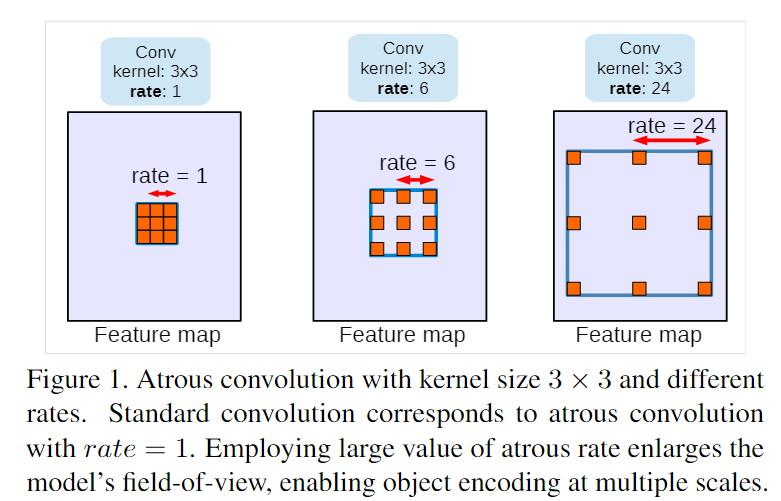 Conv
kernel: 3x3
rate: 1
Conv
kernel: 3x3
rate: 6
Conv
kernel: 3x3
rate: 24
rate = 1
rate = 6
rate = 24
Feature map
Feature map
Feature map
Figure 1. Atrous convolution with kernel size 3 × 3 and different
rates. Standard convolution corresponds to atrous convolution
with rate = 1. Employing large value of atrous rate enlarges the
model's field-of-view, enabling object encoding at multiple scales.